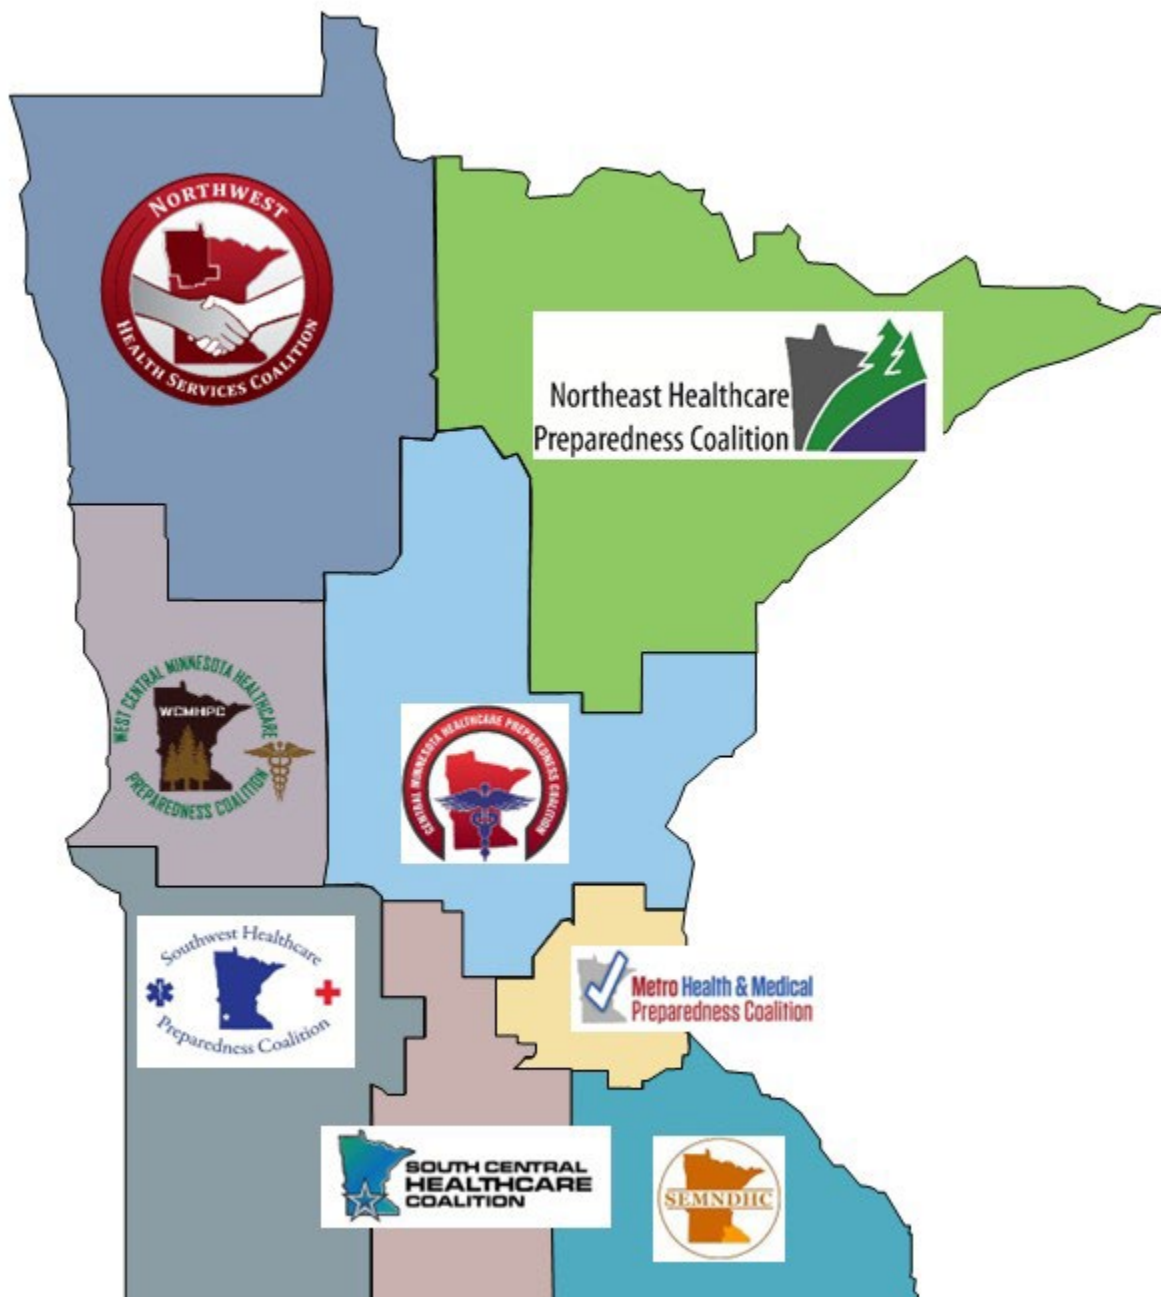 NORTHWEST
HEALTH SERVICES COALITION
Northeast Healthcare
Preparedness Coalition
WEST CENTRAL MINNESOTA HEALTHCARE
WCMHPC
PREPAREDNESS COALITION
CENTRAL MINNESOTA HEALTHCARE PREPAREDNESS COALITION
Southwest Healthcare
Preparedness Coalition
Metro Health & Medical
Preparedness Coalition
SOUTH CENTRAL
HEALTHCARE
COALITION
SEMNDHC